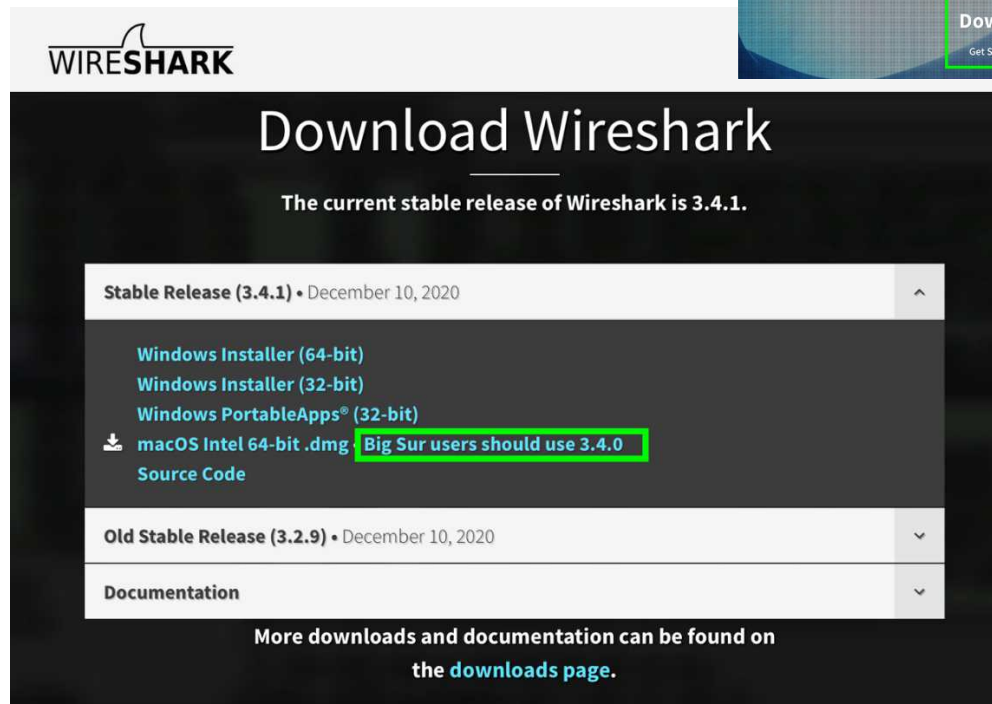 WIRESHARK
Download Wireshark
The current stable release of Wireshark is 3.4.1.
Stable Release (3.4.1) • December 10, 2020
Windows Installer (64-bit)
Windows Installer (32-bit)
Windows PortableApps® (32-bit)
macOS Intel 64-bit .dmg • Big Sur users should use 3.4.0
Source Code
Old Stable Release (3.2.9) • December 10, 2020
Documentation
More downloads and documentation can be found on
the downloads page.